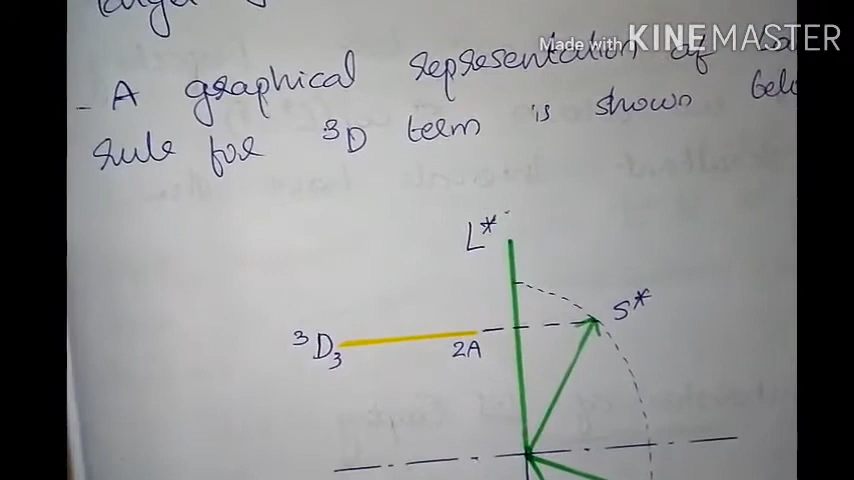 Made with KINEMASTER
- A graphical representation of
rule for ³D term is shown
L*
S*
³D₃
2A